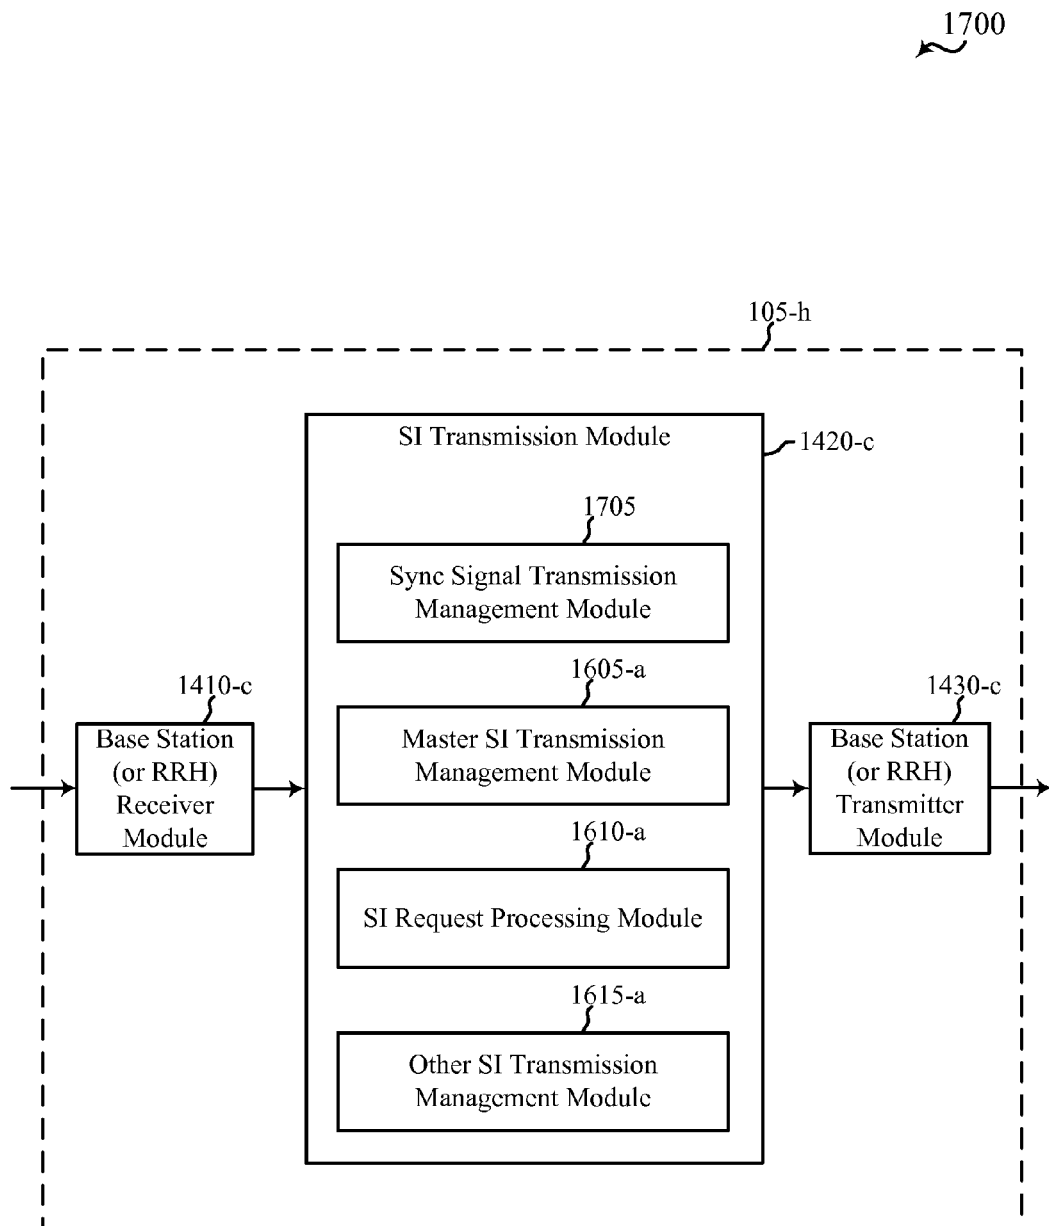 1700
105-h
SI Transmission Module
1420-c
1705
Sync Signal Transmission
Management Module
1605-a
Master SI Transmission
Management Module
1410-c
Base Station
(or RRH)
Receiver
Module
1430-c
Base Station
(or RRH)
Transmitter
Module
1610-a
SI Request Processing Module
1615-a
Other SI Transmission
Management Module